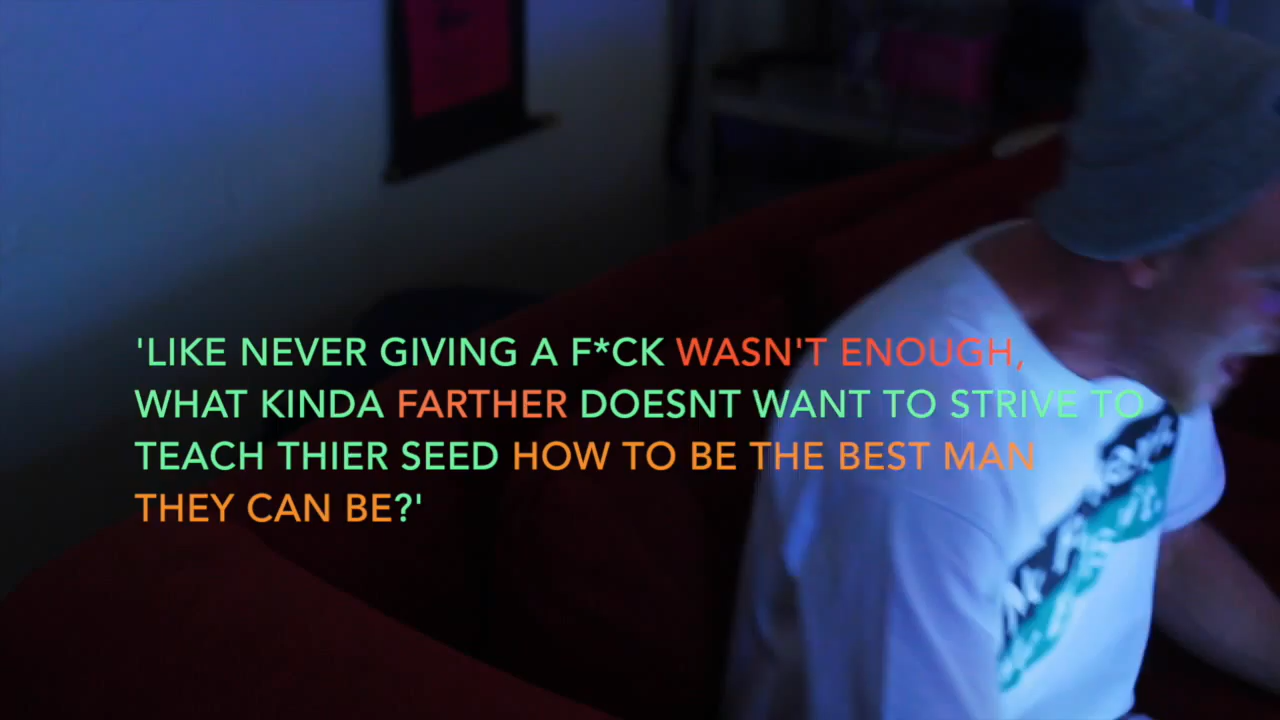 'LIKE NEVER GIVING A F*CK WASN'T ENOUGH,
WHAT KINDA FARTHER DOESNT WANT TO STRIVE TO
TEACH THIER SEED HOW TO BE THE BEST MAN
THEY CAN BE?'